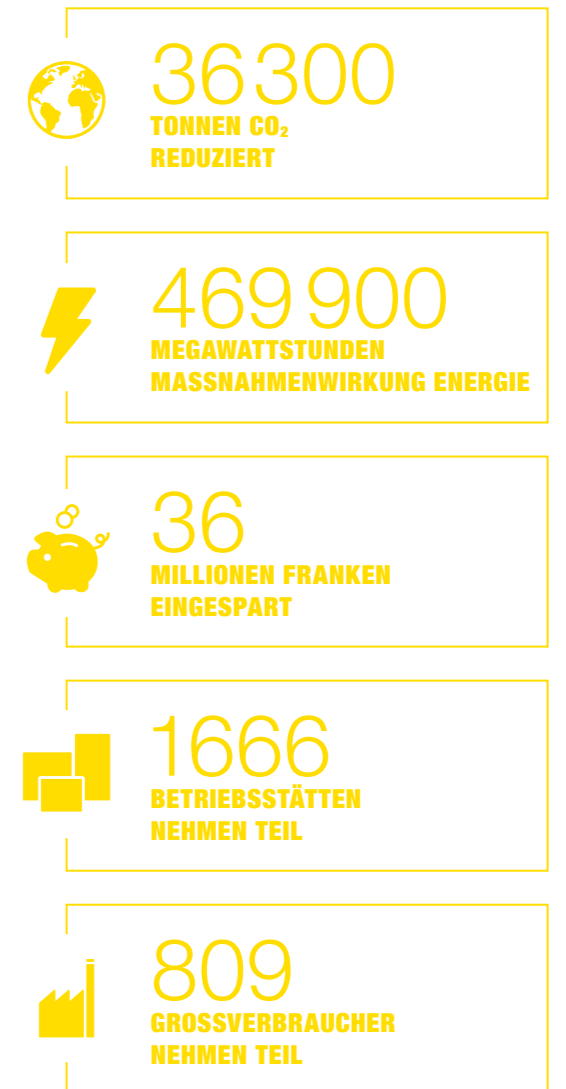 36 300
TONNEN CO₂
REDUZIERT
469 900
MEGAWATTSTUNDEN
MASSNAHMENWIRKUNG ENERGIE
36
MILLIONEN FRANKEN
EINGESPART
1666
BETRIEBSSTÄTTEN
NEHMEN TEIL
809
GROSSVERBRAUCHER
NEHMEN TEIL